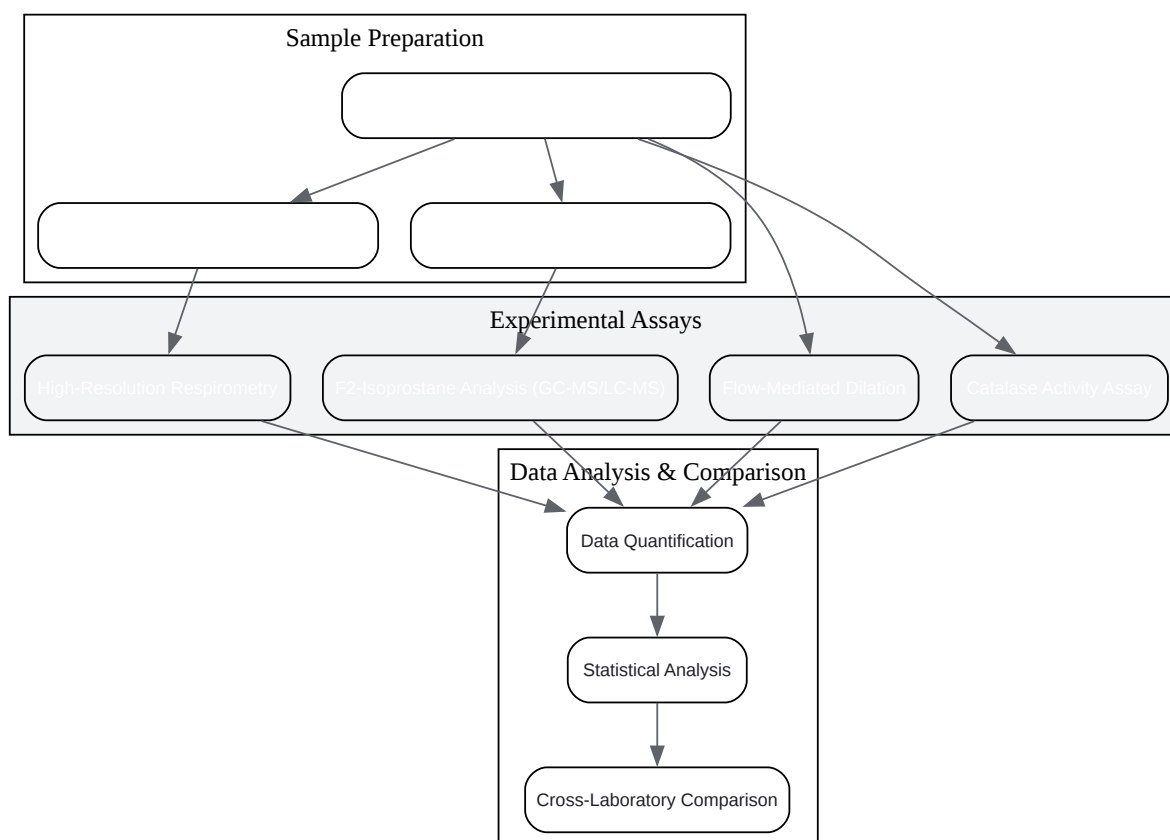 Sample Preparation
Experimental Assays
High-Resolution Respirometry
F2-Isoprostane Analysis (GC-MS/LC-MS)
Flow-Mediated Dilation
Catalase Activity Assay
Data Analysis & Comparison
Data Quantification
Statistical Analysis
Cross-Laboratory Comparison